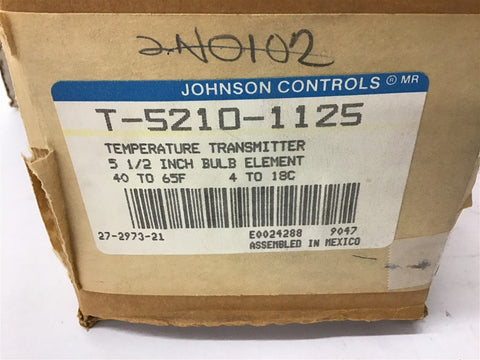 2N0102
JOHNSON CONTROLS ® MR
T-5210-1125
TEMPERATURE TRANSMITTER
5 1/2 INCH BULB ELEMENT
40 TO 65F 4 TO 18C
27-2973-21 E0024288 9047
ASSEMBLED IN MEXICO